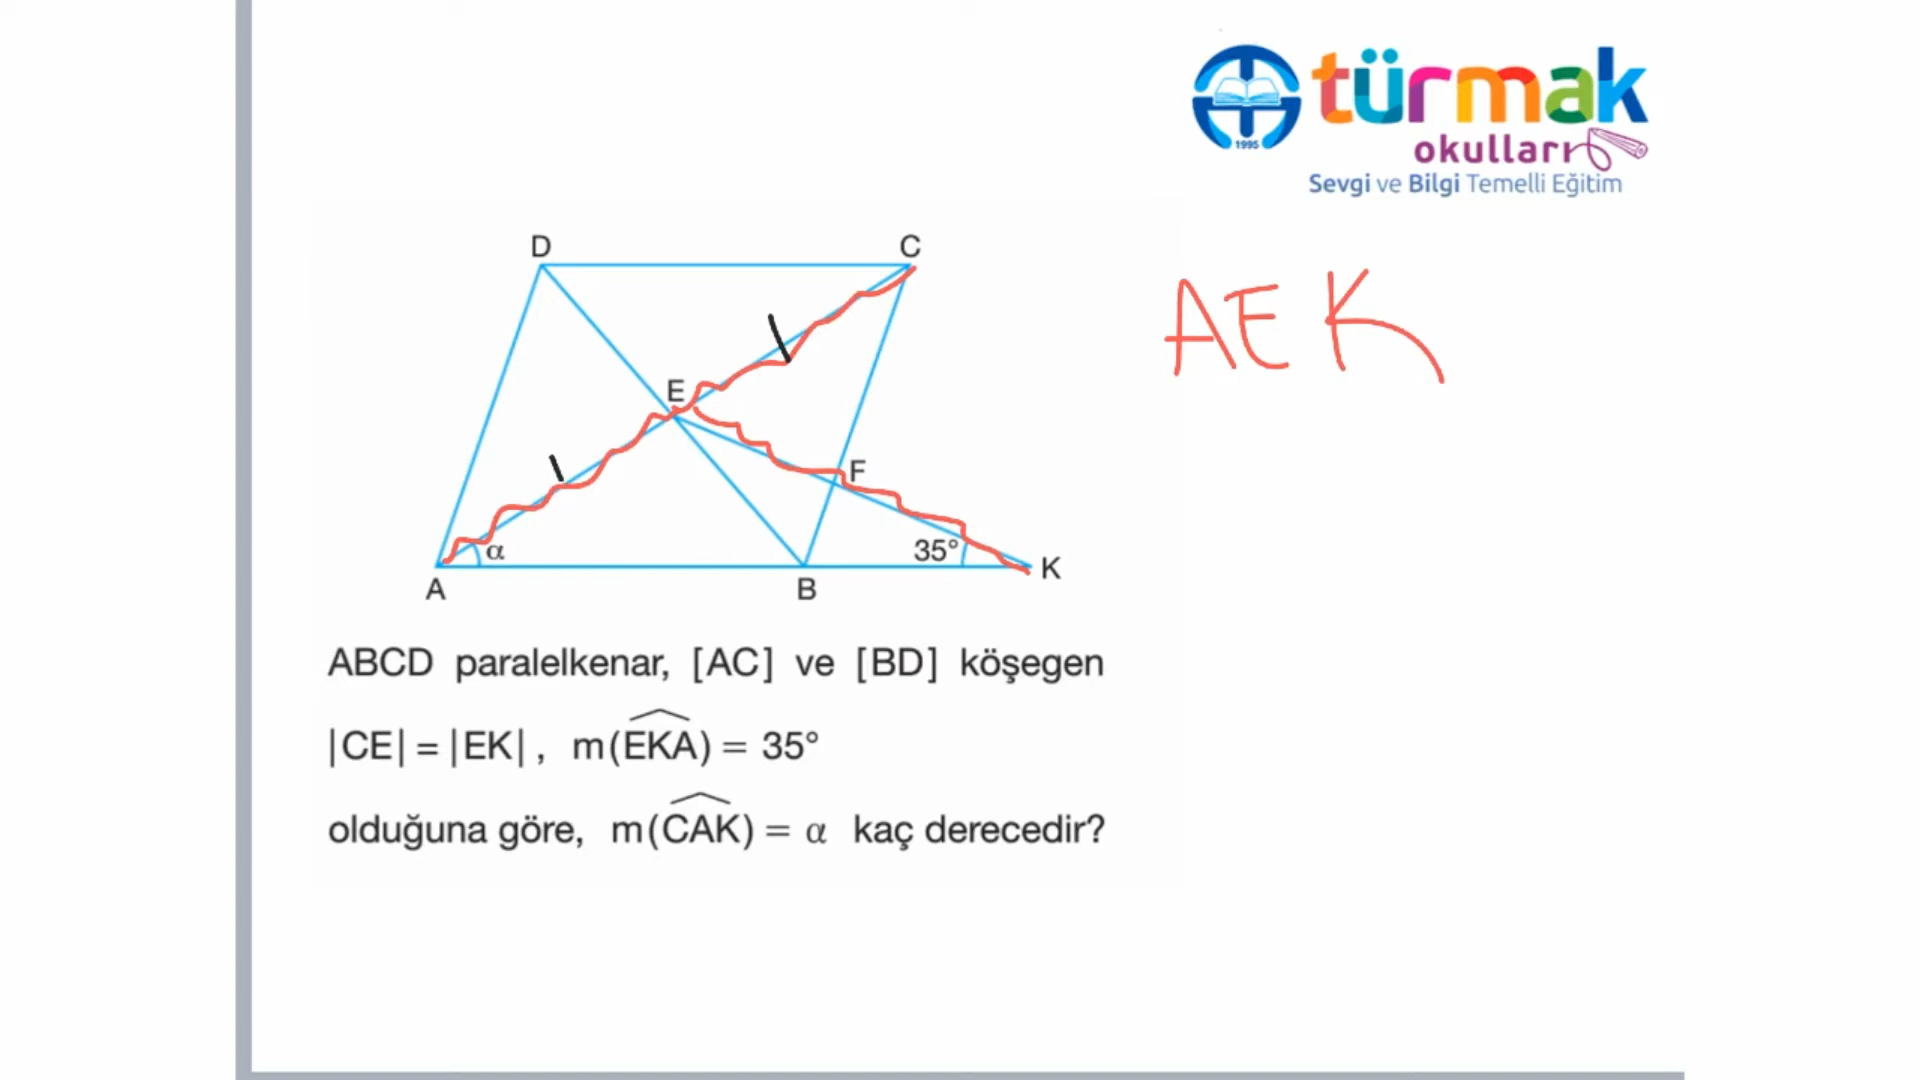 türmak
okulları
1995
Sevgi ve Bilgi Temelli Eğitim
D
C
AEK
E
F
α
35°
K
A
B
ABCD paralelkenar, [AC] ve [BD] köşegen
|CE| = |EK| , m(EKA) = 35°
olduğuna göre, m(CAK) = α kaç derecedir?